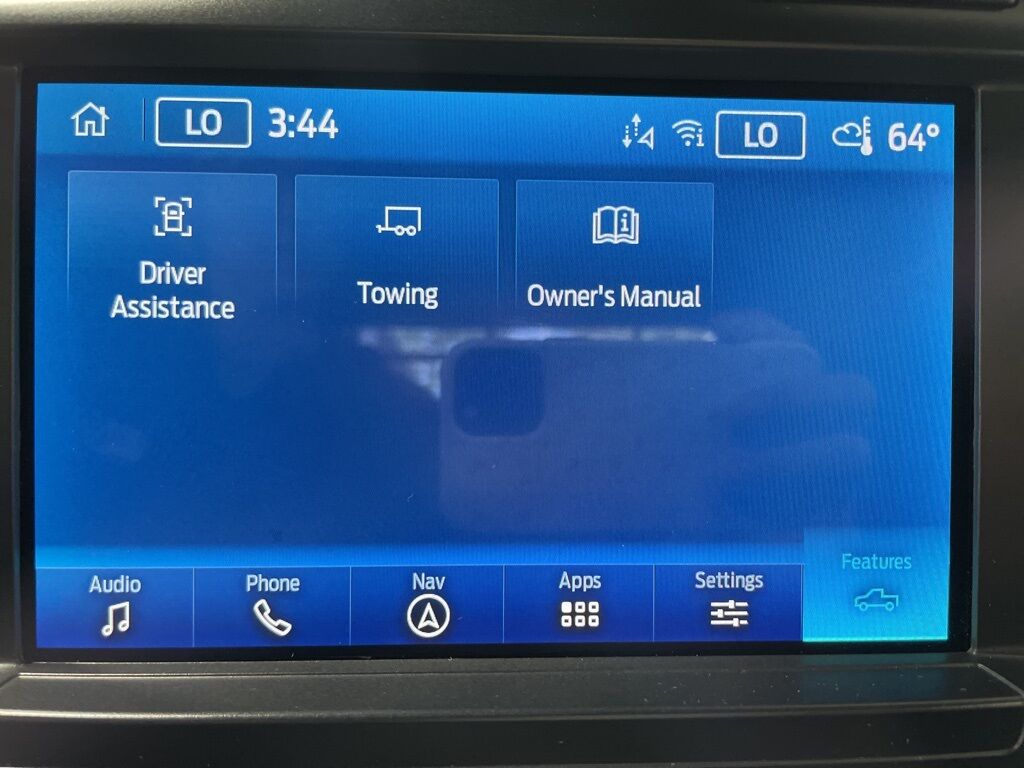 LO 3:44 LO 64°
Driver
Assistance
Towing
Owner's Manual
Audio
Phone
Nav
Apps
Settings
Features